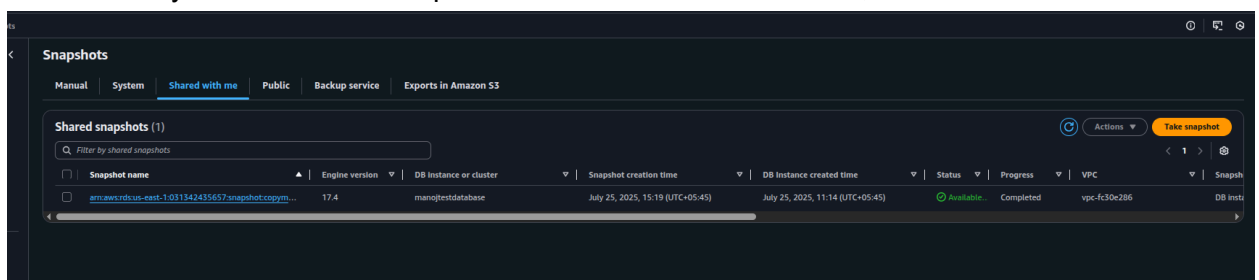 ots
Snapshots
Manual System Shared with me Public Backup service Exports in Amazon S3
Shared snapshots (1) Actions Take snapshot
Filter by shared snapshots 1
Snapshot name Engine version DB Instance or cluster Snapshot creation time DB Instance created time Status Progress VPC Snapsh
arn:aws:rds:us-east-1:031342435657:snapshot:copym... 17.4 manojtestdatabase July 25, 2025, 15:19 (UTC+05:45) July 25, 2025, 11:14 (UTC+05:45) Available.. Completed vpc-fc30e286 DB insta